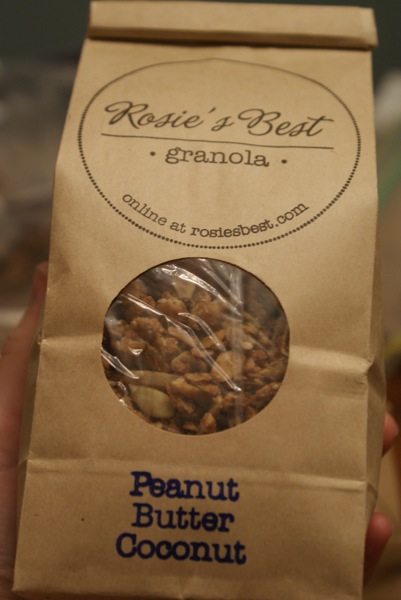 Rosie's Best
• granola •
online at rosiesbest.com
Peanut
Butter
Coconut